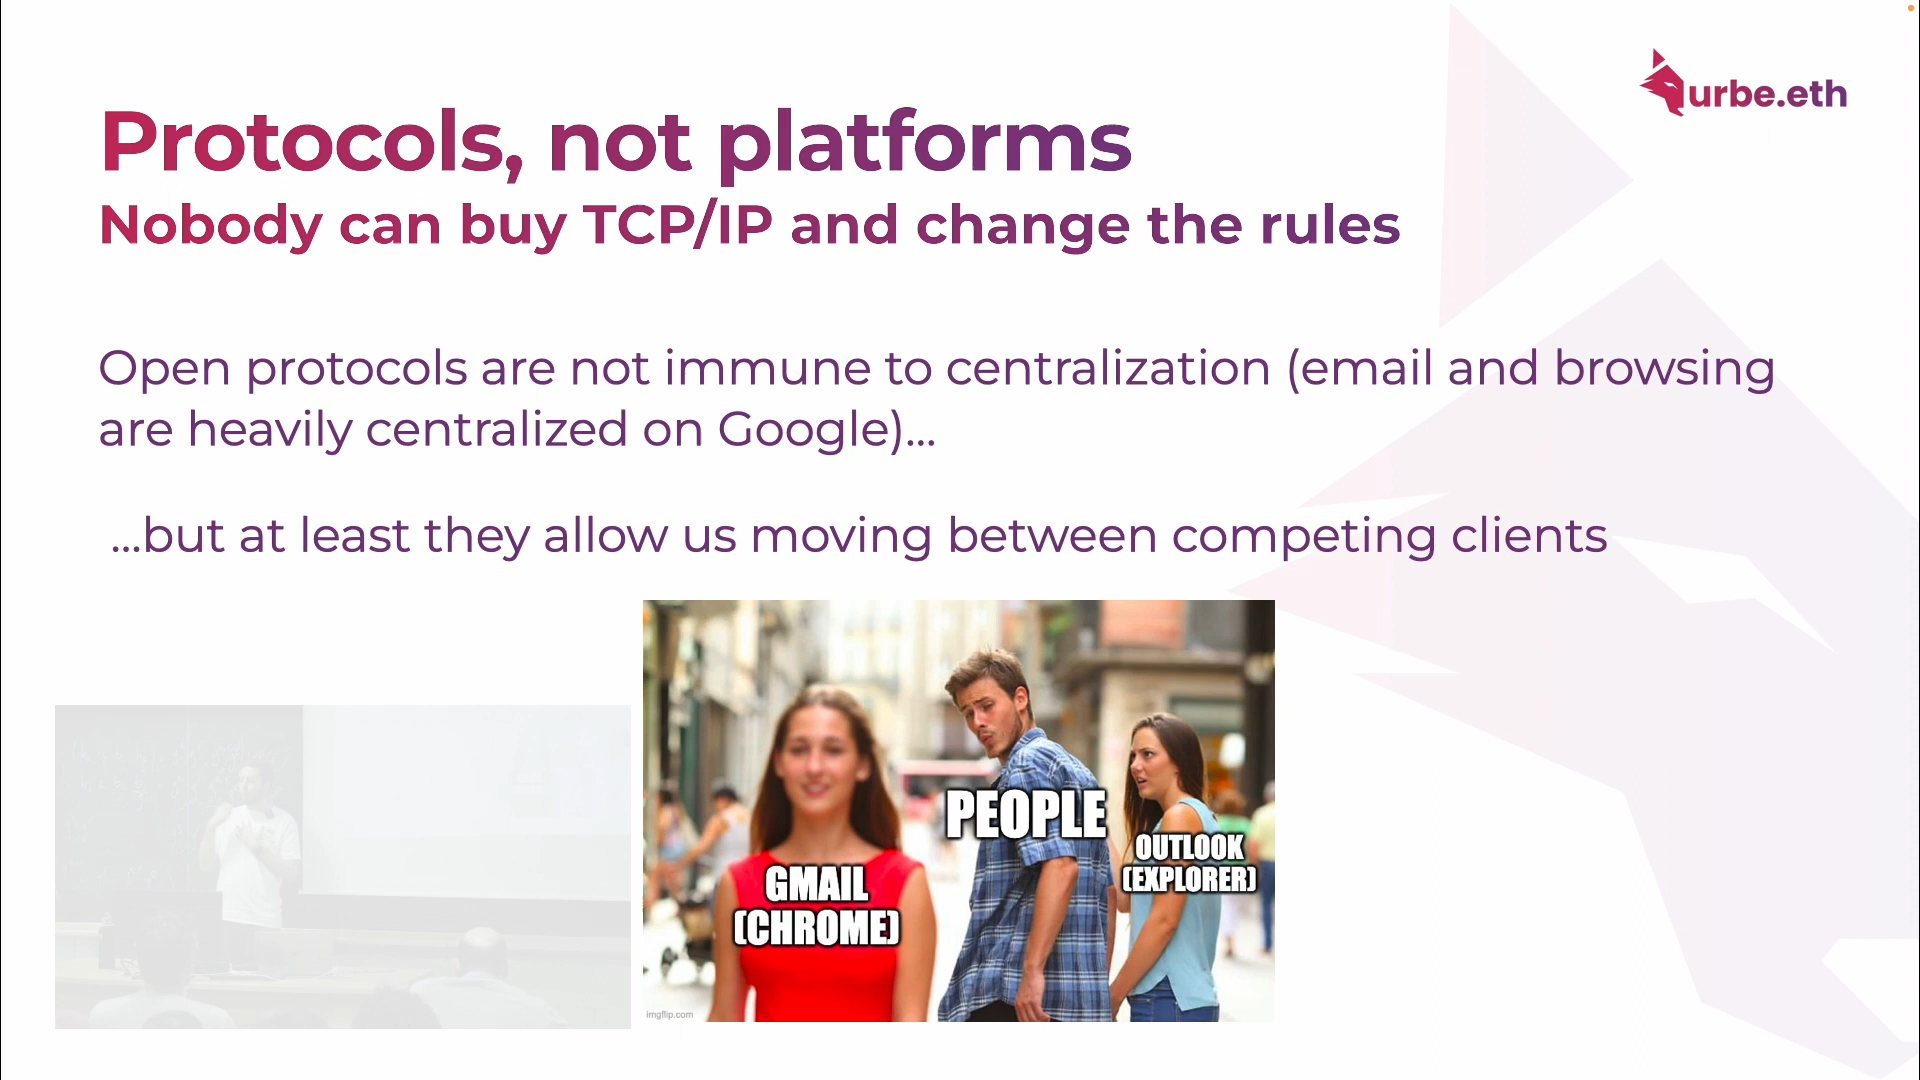 urbe.eth
Protocols, not platforms
Nobody can buy TCP/IP and change the rules
Open protocols are not immune to centralization (email and browsing
are heavily centralized on Google)...
...but at least they allow us moving between competing clients
PEOPLE
OUTLOOK
(EXPLORER)
GMAIL
(CHROME)
imgflip.com